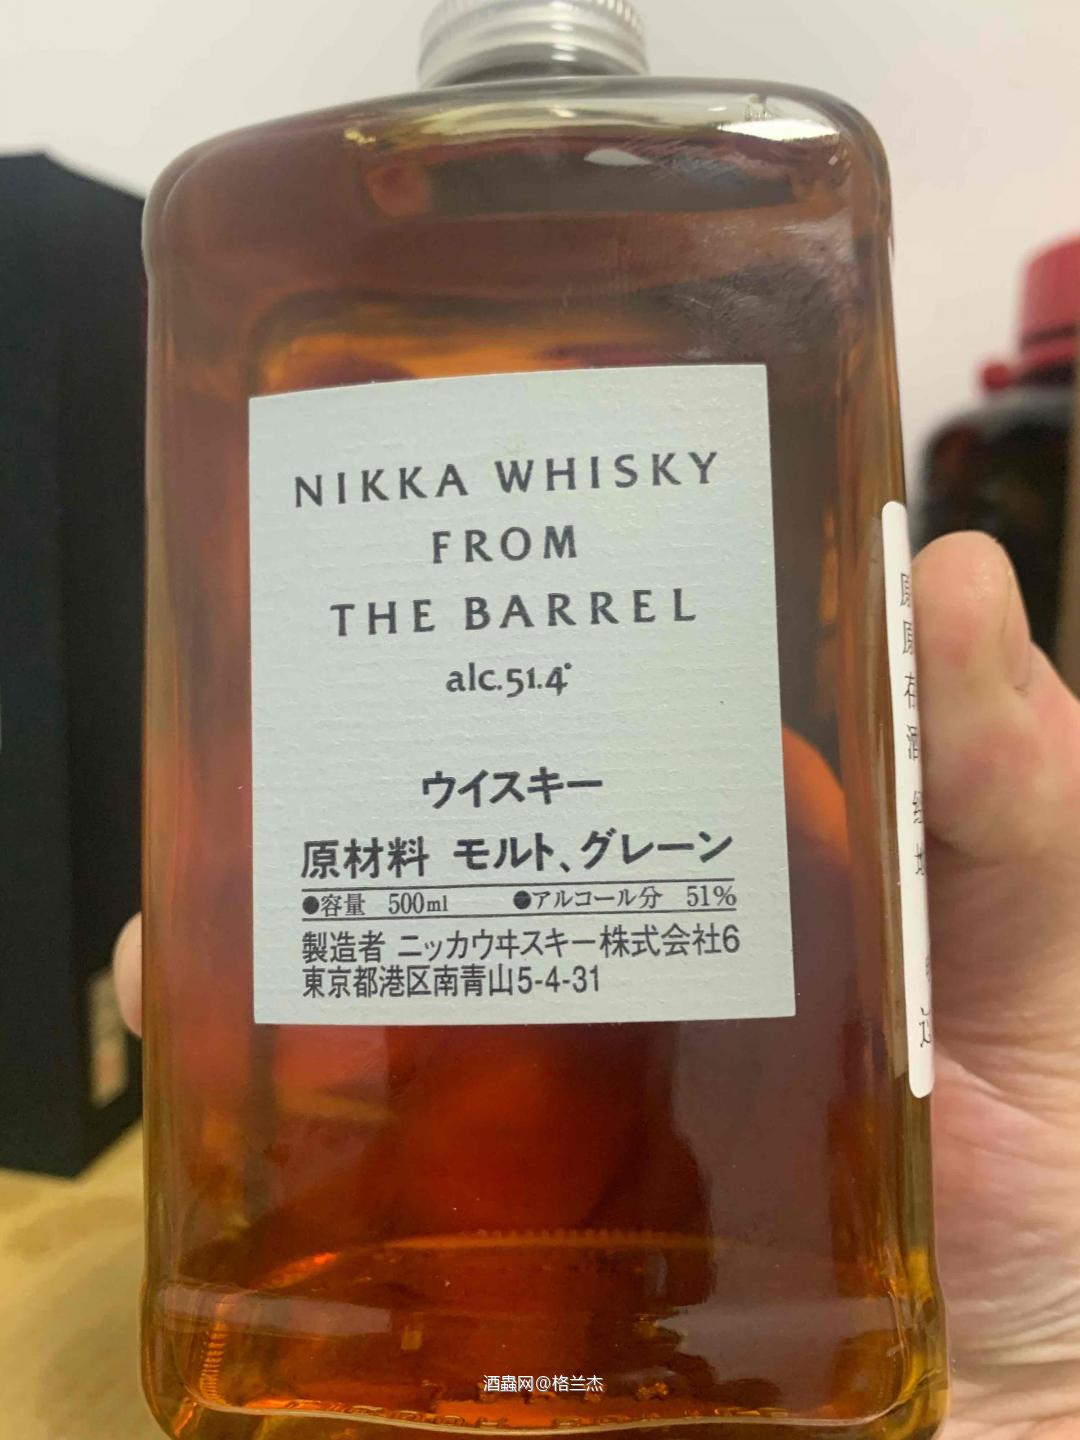 NIKKA WHISKY
FROM
THE BARREL
alc.51.4°
ウイスキー
原材料 モルト、グレーン
●容量 500ml ●アルコール分 51%
製造者 ニッカウヰスキー株式会社6
東京都港区南青山5-4-31
原
原
酒
酒蟲网@格兰杰